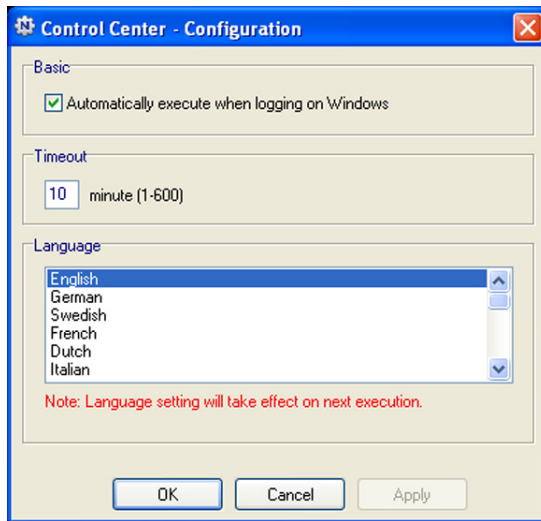 Control Center - Configuration
Basic
Automatically execute when logging on Windows
Timeout
10 minute (1-600)
Language
English
German
Swedish
French
Dutch
Italian
Note: Language setting will take effect on next execution.
OK Cancel Apply